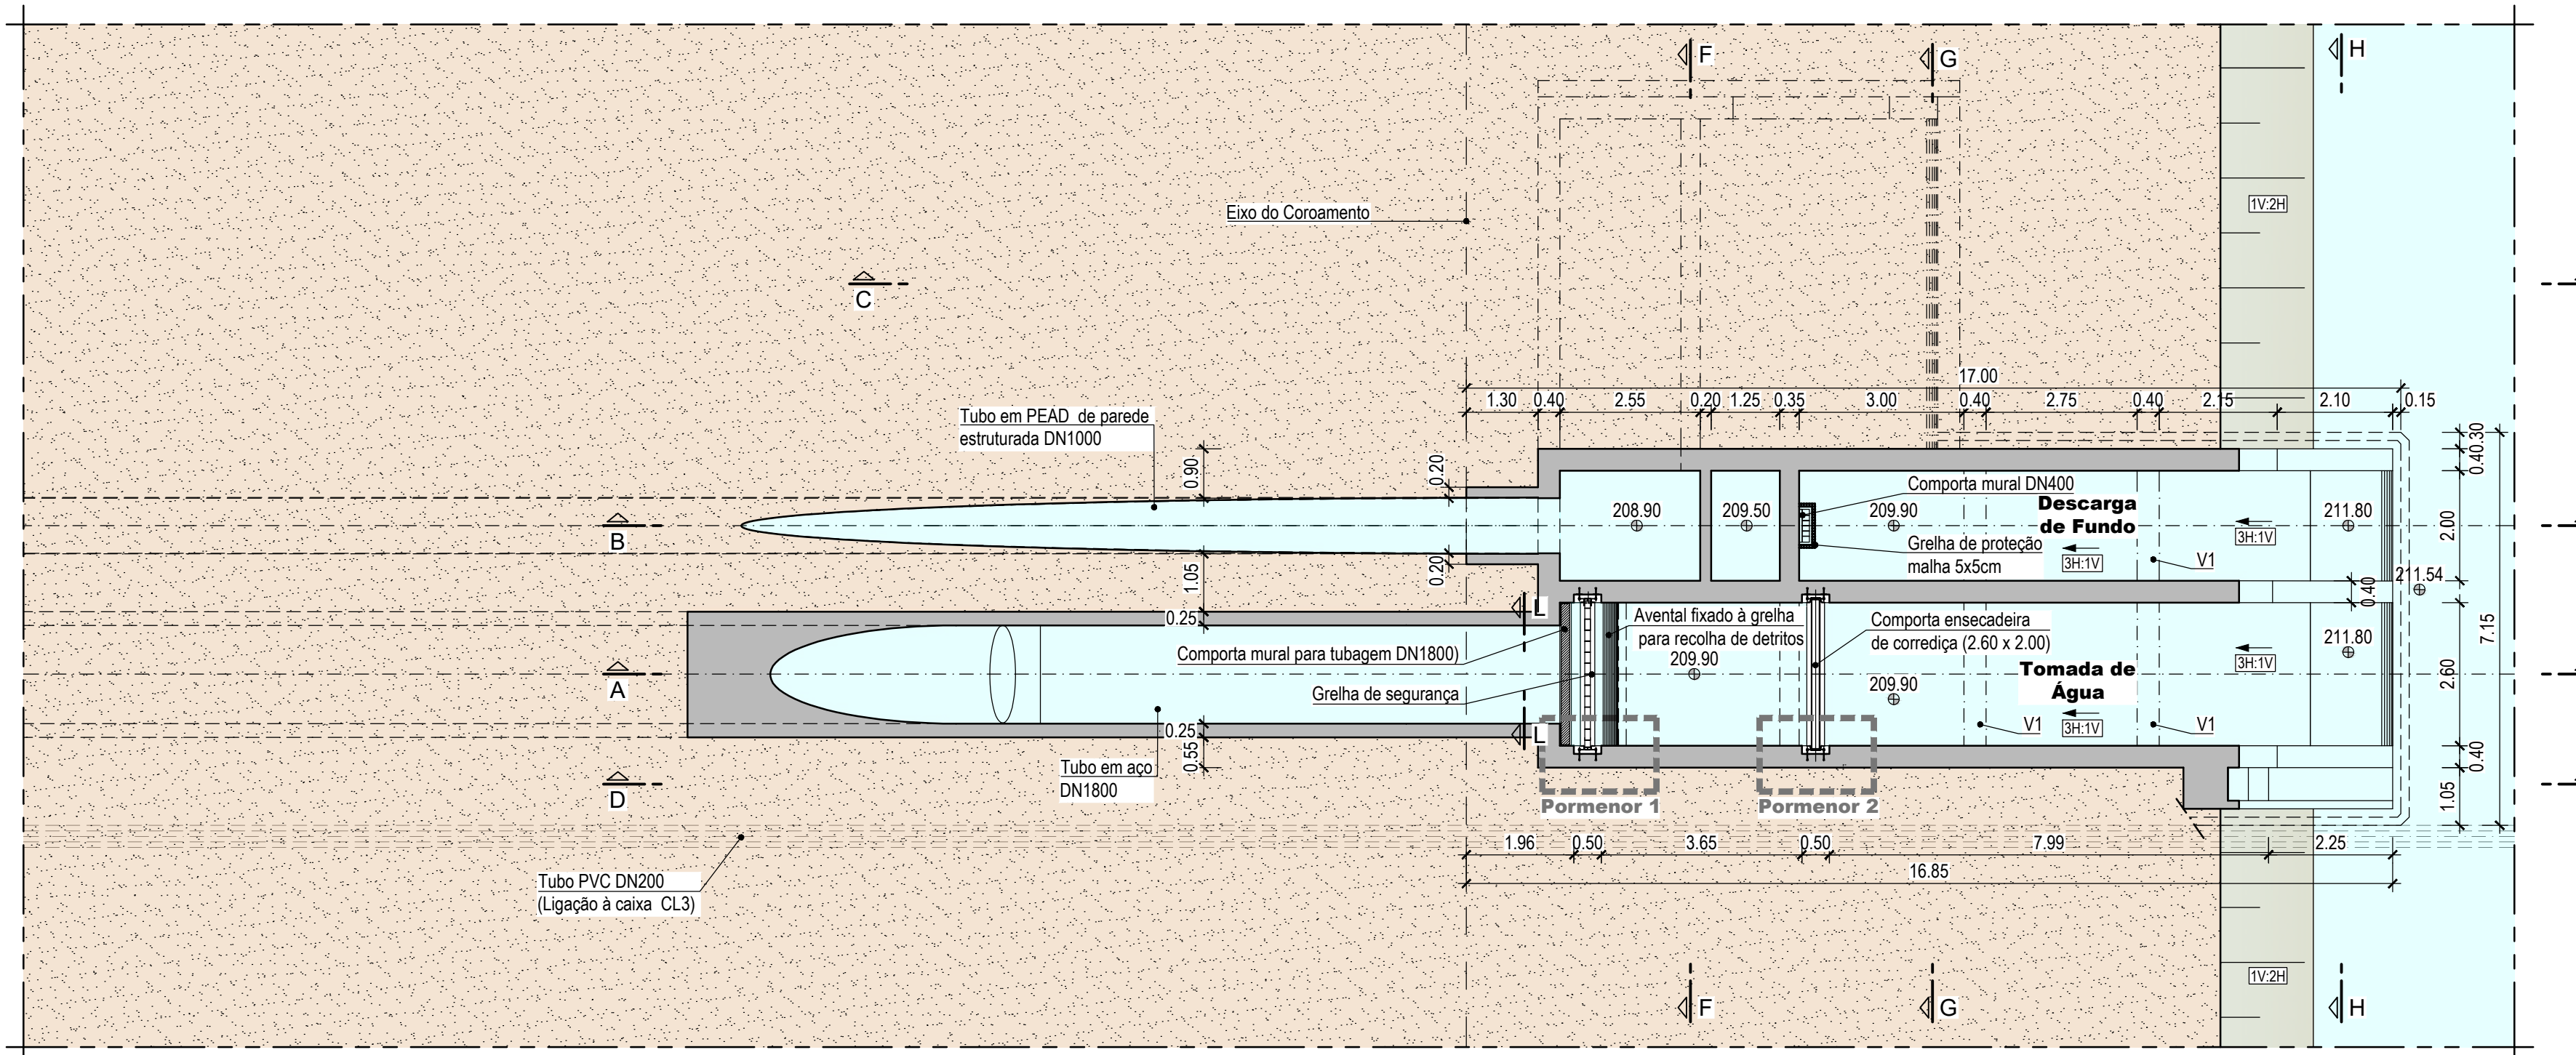 F
G
H
1V:2H
Eixo do Coroamento
C
17.00
1.30 0.40 2.55 0.20 1.25 0.35 3.00 0.40 2.75 0.40 2.15 2.10 0.15
Tubo em PEAD de parede
estruturada DN1000
0.90
0.20
0.30
0.40
Comporta mural DN400
208.90
209.50
209.90
Descarga
de Fundo
211.80
2.00
B
3H:1V
Grelha de proteção
malha 5x5cm
3H:1V
V1
1.05
0.20
211.54
0.40
L
0.25
Avental fixado à grelha
para recolha de detritos
Comporta ensecadeira
de corrediça (2.60 x 2.00)
211.80
7.15
Comporta mural para tubagem DN1800)
209.90
3H:1V
A
Grelha de segurança
209.90
Tomada de
Água
2.60
V1
3H:1V
V1
0.25
L
0.55
0.40
Tubo em aço
DN1800
D
Pormenor 1
Pormenor 2
1.05
1.96 0.50 3.65 0.50 7.99 2.25
16.85
Tubo PVC DN200
(Ligação à caixa CL3)
1V:2H
F
G
H